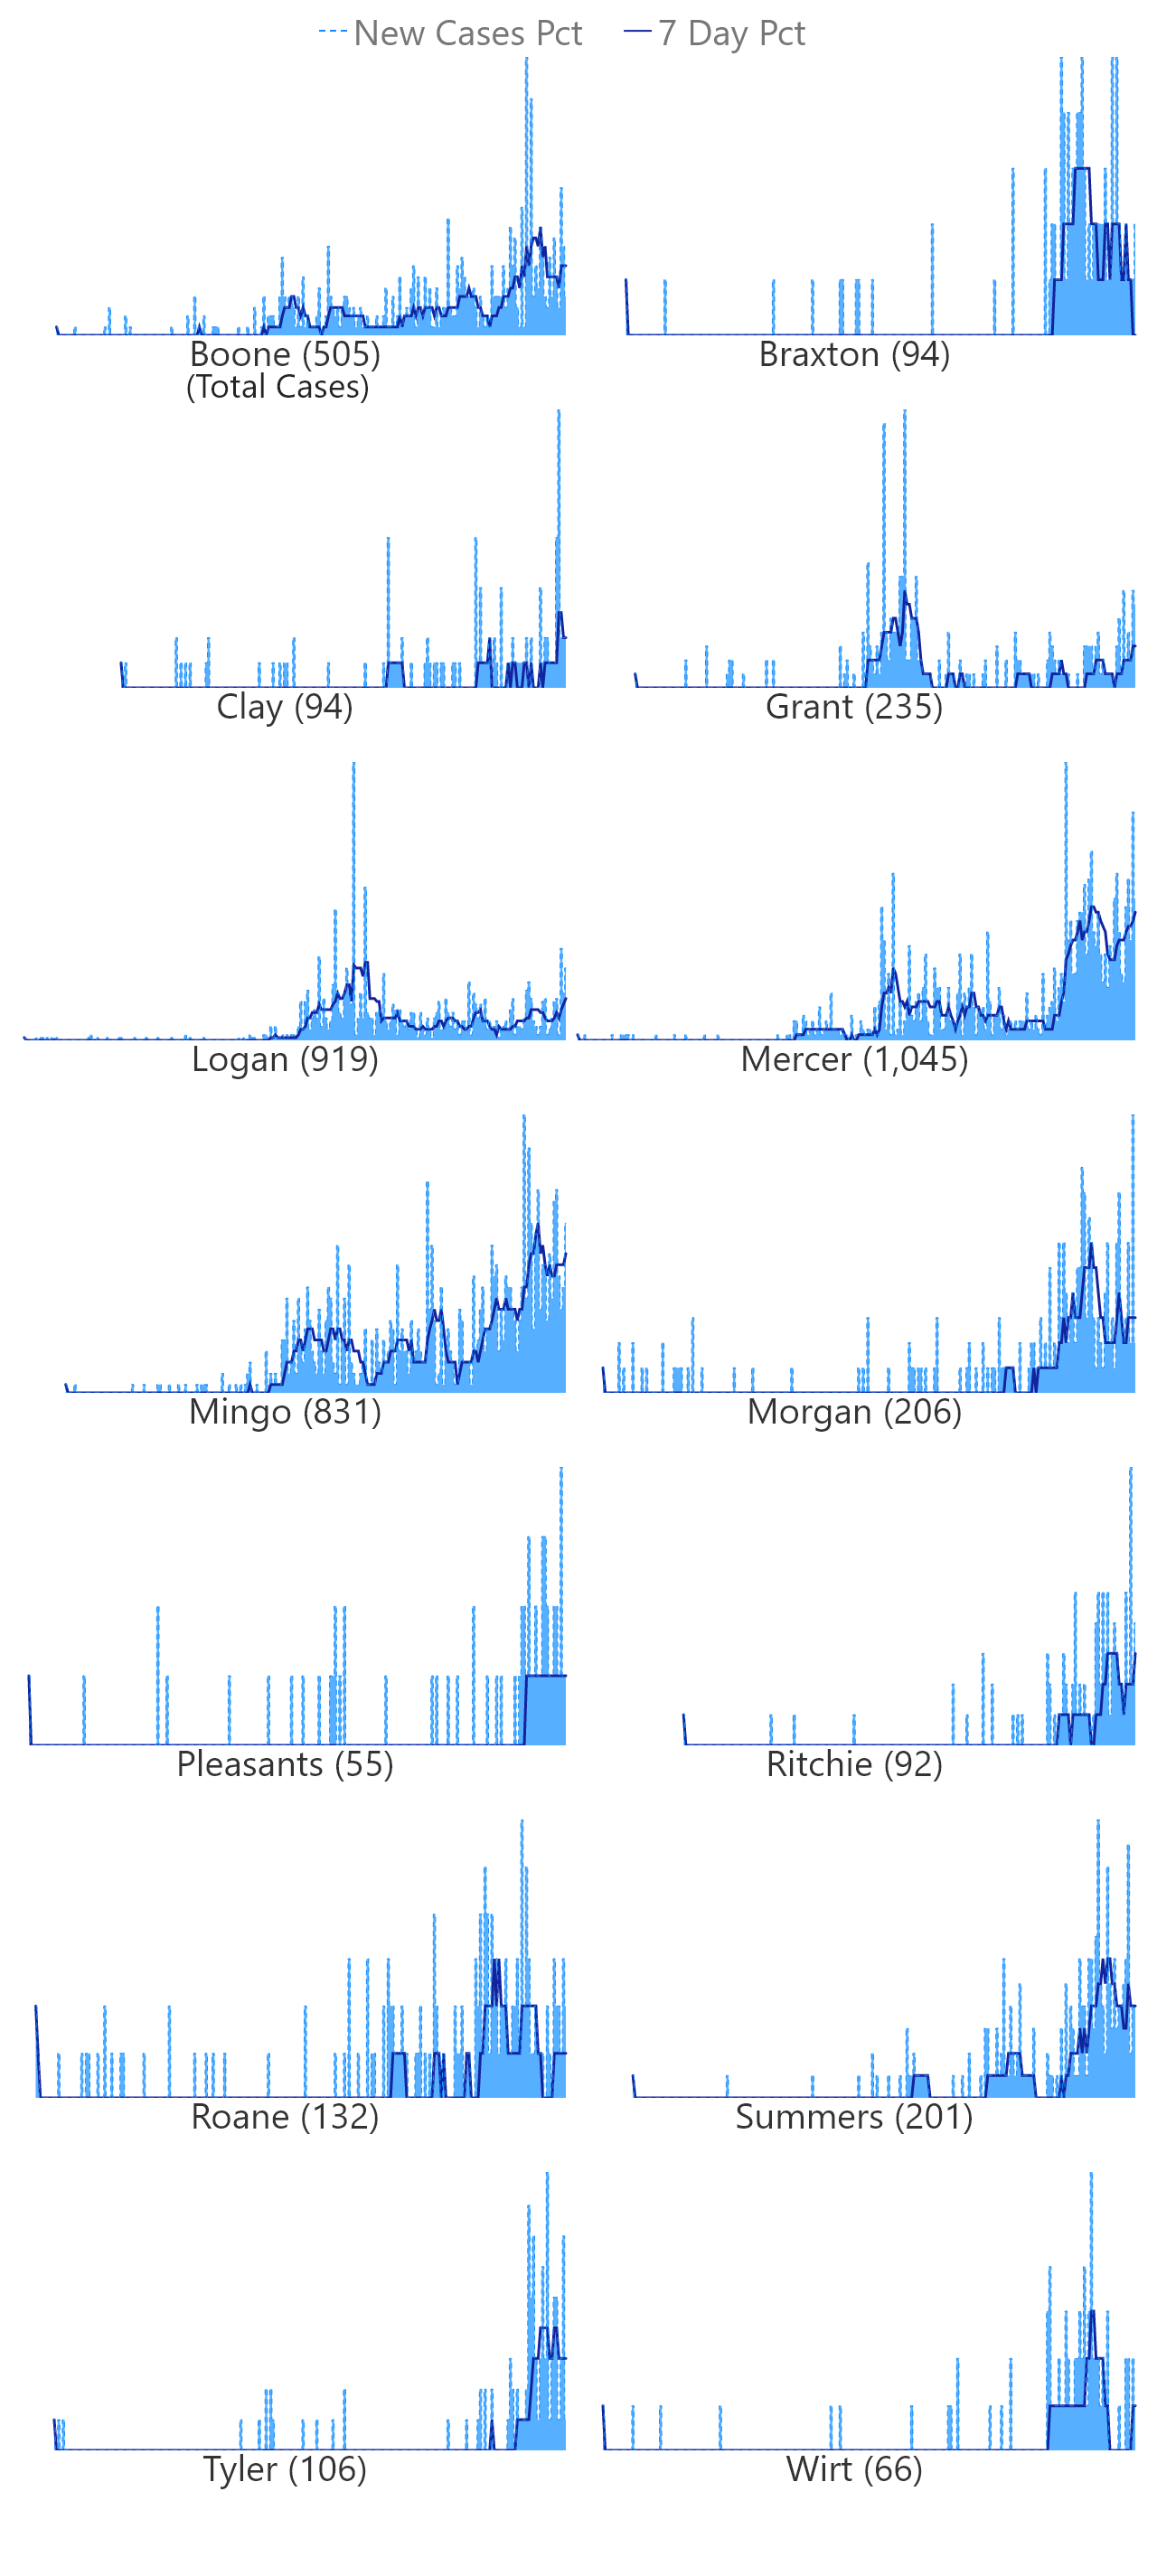 New Cases Pct 7 Day Pct
Boone (505) Braxton (94)
(Total Cases)
Clay (94) Grant (235)
Logan (919) Mercer (1,045)
Mingo (831) Morgan (206)
Pleasants (55) Ritchie (92)
Roane (132) Summers (201)
Tyler (106) Wirt (66)